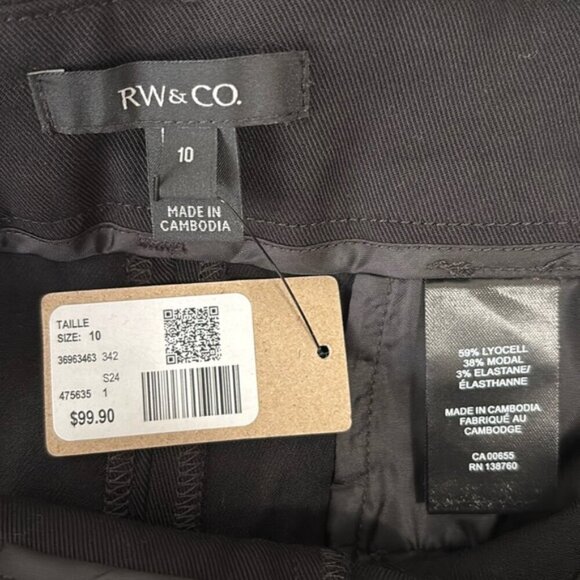 RW&CO.
10
MADE IN
CAMBODIA
TAILLE
SIZE: 10
36963463 342
S24
475635 1
$99.90
59% LYOCELL
38% MODAL
3% ELASTANE/
ÉLASTHANNE
MADE IN CAMBODIA
FABRIQUÉ AU
CAMBODGE
CA 00655
RN 138760